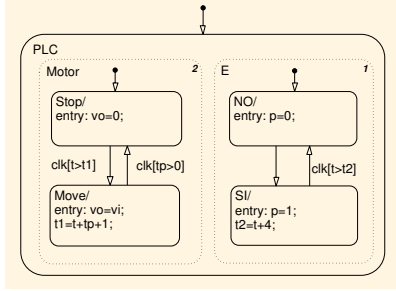 PLC
Motor
2
Stop/
entry: vo=0;
clk[t>t1]
clk[tp>0]
Move/
entry: vo=vi;
t1=t+tp+1;
E
1
NO/
entry: p=0;
clk[t>t2]
SI/
entry: p=1;
t2=t+4;